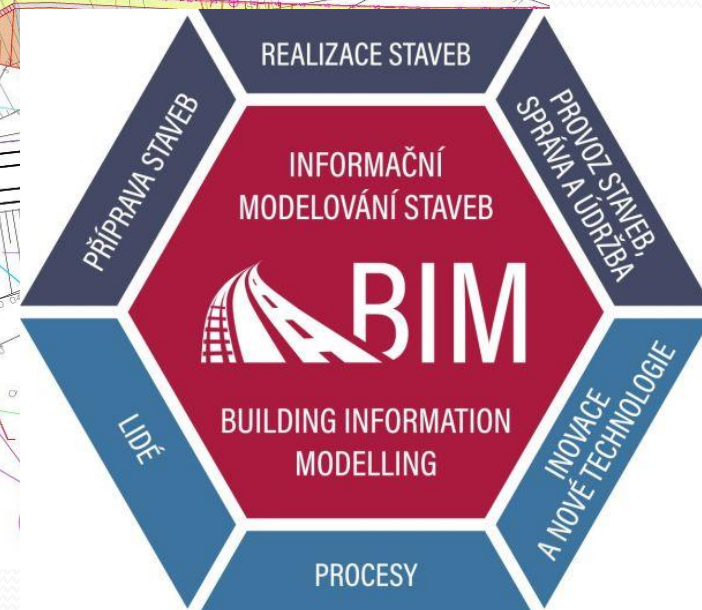 REALIZACE STAVEB
PŘÍPRAVA STAVEB
PROVOZ STAVEB,
SPRÁVA A ÚDRŽBA
INFORMAČNÍ
MODELOVÁNÍ STAVEB
BIM
BUILDING INFORMATION
MODELLING
LIDÉ
INOVACE
A NOVÉ TECHNOLOGIE
PROCESY